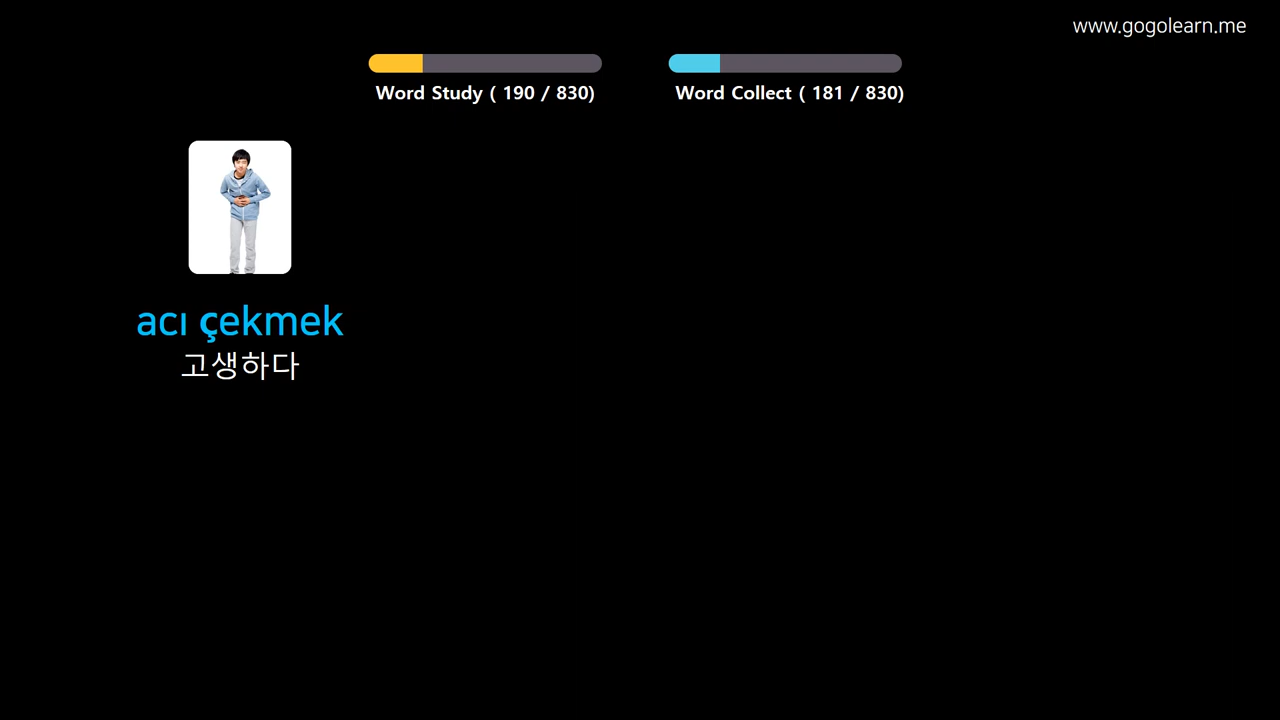 www.gogolearn.me
Word Study ( 190 / 830)
Word Collect ( 181 / 830)
acı çekmek
고생하다